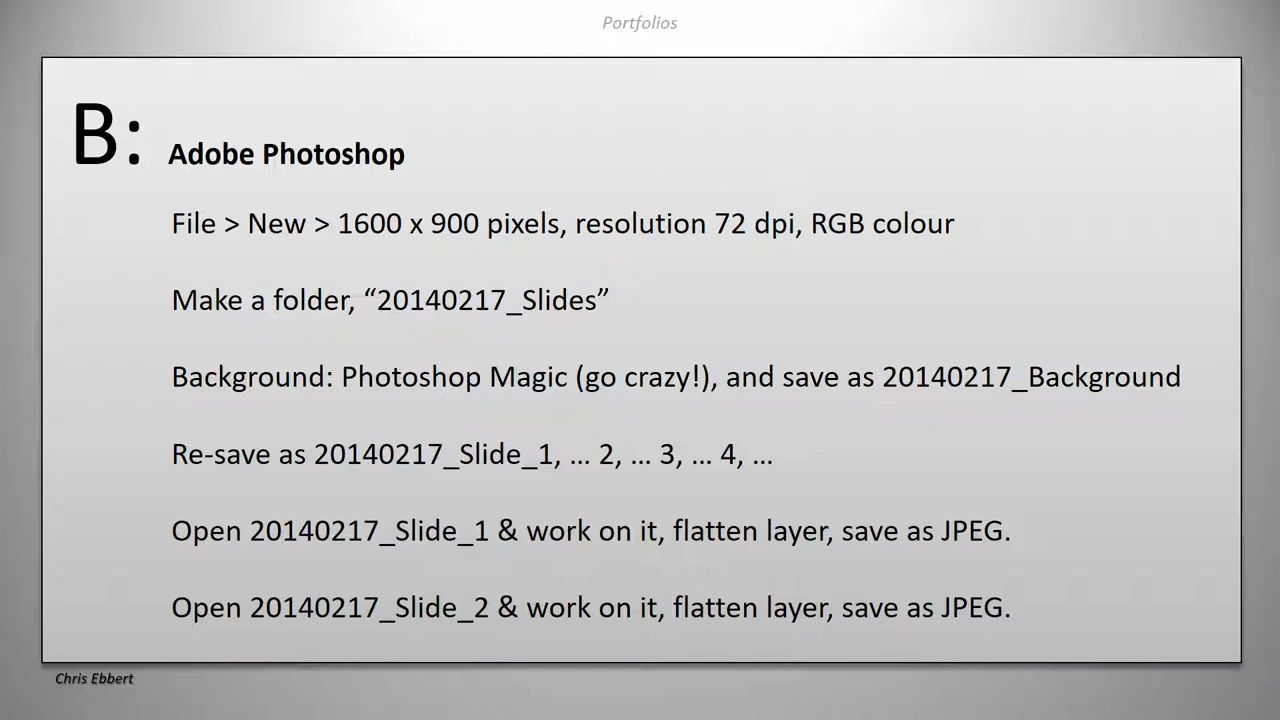 Portfolios
B: Adobe Photoshop
File > New > 1600 x 900 pixels, resolution 72 dpi, RGB colour
Make a folder, “20140217_Slides”
Background: Photoshop Magic (go crazy!), and save as 20140217_Background
Re-save as 20140217_Slide_1, … 2, … 3, … 4, …
Open 20140217_Slide_1 & work on it, flatten layer, save as JPEG.
Open 20140217_Slide_2 & work on it, flatten layer, save as JPEG.
Chris Ebbert